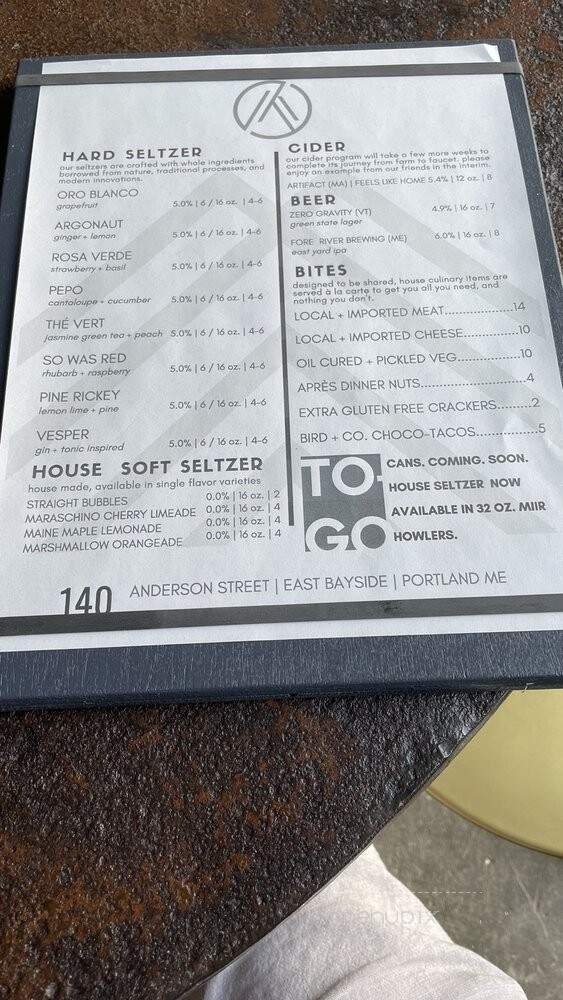 HARD SELTZER
our seltzers are crafted with whole ingredients
borrowed from nature, traditional processes, and
modern innovations.
ORO BLANCO
grapefruit 5.0% | 6 / 16 oz. | 4-6
ARGONAUT
ginger + lemon 5.0% | 6 / 16 oz. | 4-6
ROSA VERDE
strawberry + basil 5.0% | 6 / 16 oz. | 4-6
PEPO
cantaloupe + cucumber 5.0% | 6 / 16 oz. | 4-6
THÉ VERT
jasmine green tea + peach 5.0% | 6 / 16 oz. | 4-6
SO WAS RED
rhubarb + raspberry 5.0% | 6 / 16 oz. | 4-6
PINE RICKEY
lemon lime + pine 5.0% | 6 / 16 oz. | 4-6
VESPER
gin + tonic inspired 5.0% | 6 / 16 oz. | 4-6
HOUSE SOFT SELTZER
house made, available in single flavor varieties
STRAIGHT BUBBLES 0.0% | 16 oz. | 2
MARASCHINO CHERRY LIMEADE 0.0% | 16 oz. | 4
MAINE MAPLE LEMONADE 0.0% | 16 oz. | 4
MARSHMALLOW ORANGEADE 0.0% | 16 oz. | 4
CIDER
our cider program will take a few more weeks to
complete its journey from farm to faucet. please
enjoy an example from our friends in the interim.
ARTIFACT (MA) | FEELS LIKE HOME 5.4% | 12 oz. | 8
BEER
ZERO GRAVITY (VT) 4.9% | 16 oz. | 7
green state lager
FORE RIVER BREWING (ME) 6.0% | 16 oz. | 8
east yard ipa
BITES
designed to be shared, house culinary items are
served à la carte to get you all you need, and
nothing you don't.
LOCAL + IMPORTED MEAT....................14
LOCAL + IMPORTED CHEESE................10
OIL CURED + PICKLED VEG..................10
APRÈS DINNER NUTS..............................4
EXTRA GLUTEN FREE CRACKERS..........2
BIRD + CO. CHOCO-TACOS.................5
TO-
GO
CANS. COMING. SOON.
HOUSE SELTZER NOW
AVAILABLE IN 32 OZ. MIIR
HOWLERS.
140 ANDERSON STREET | EAST BAYSIDE | PORTLAND ME